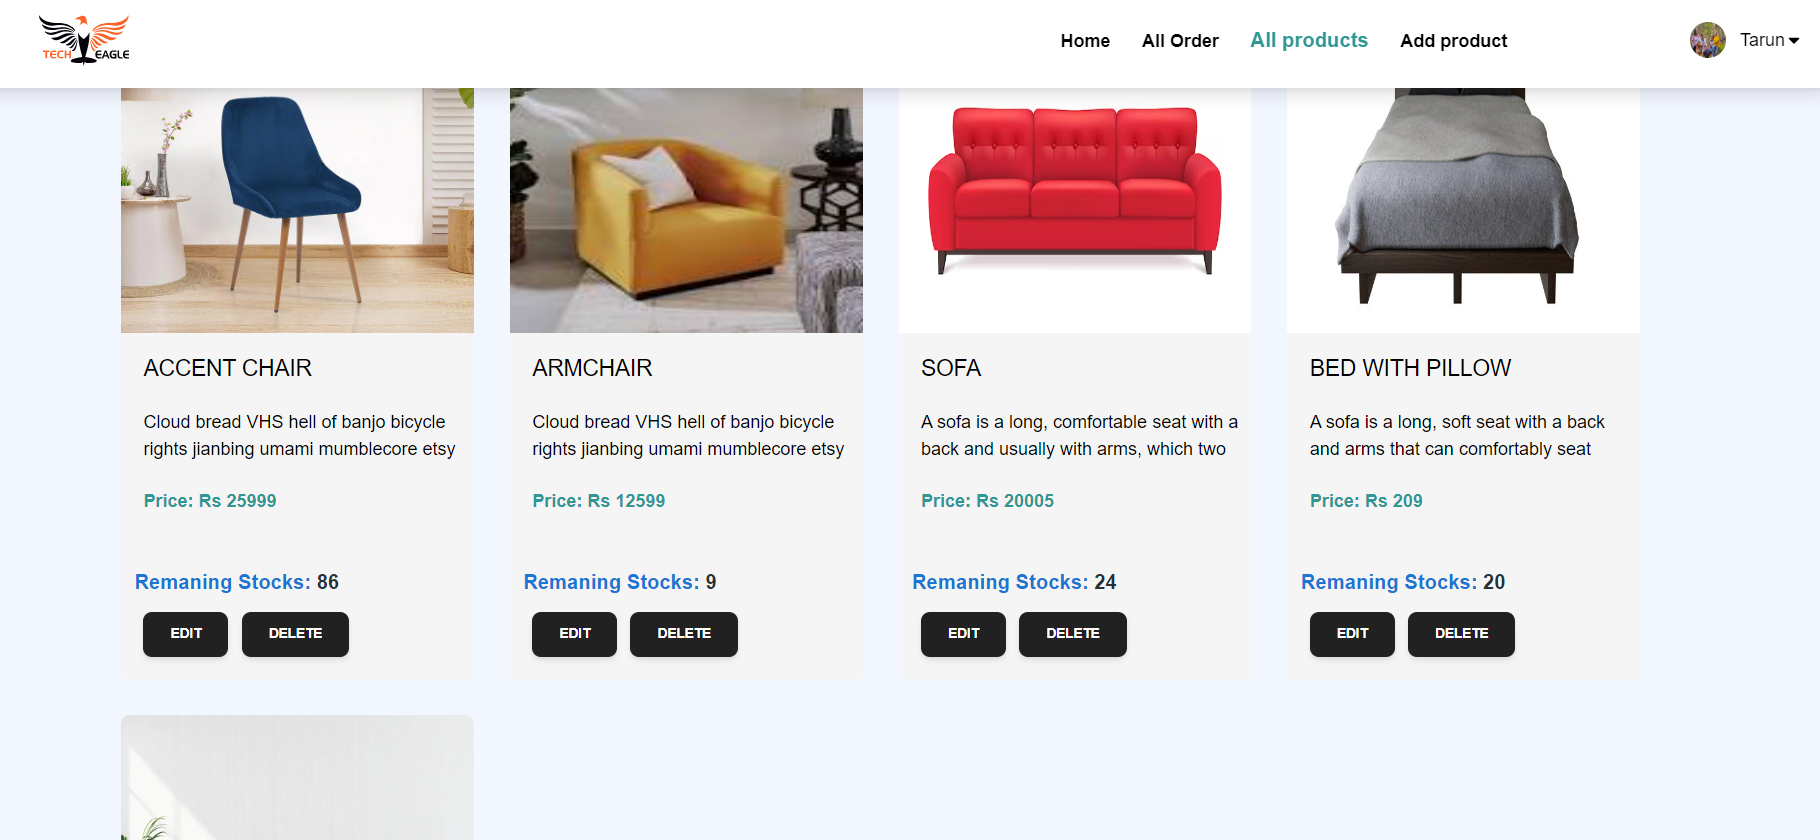 TECH EAGLE
Home All Order All products Add product Tarun
ACCENT CHAIR
Cloud bread VHS hell of banjo bicycle
rights jianbing umami mumblecore etsy
Price: Rs 25999
Remaning Stocks: 86
EDIT DELETE
ARMCHAIR
Cloud bread VHS hell of banjo bicycle
rights jianbing umami mumblecore etsy
Price: Rs 12599
Remaning Stocks: 9
EDIT DELETE
SOFA
A sofa is a long, comfortable seat with a
back and usually with arms, which two
Price: Rs 20005
Remaning Stocks: 24
EDIT DELETE
BED WITH PILLOW
A sofa is a long, soft seat with a back
and arms that can comfortably seat
Price: Rs 209
Remaning Stocks: 20
EDIT DELETE